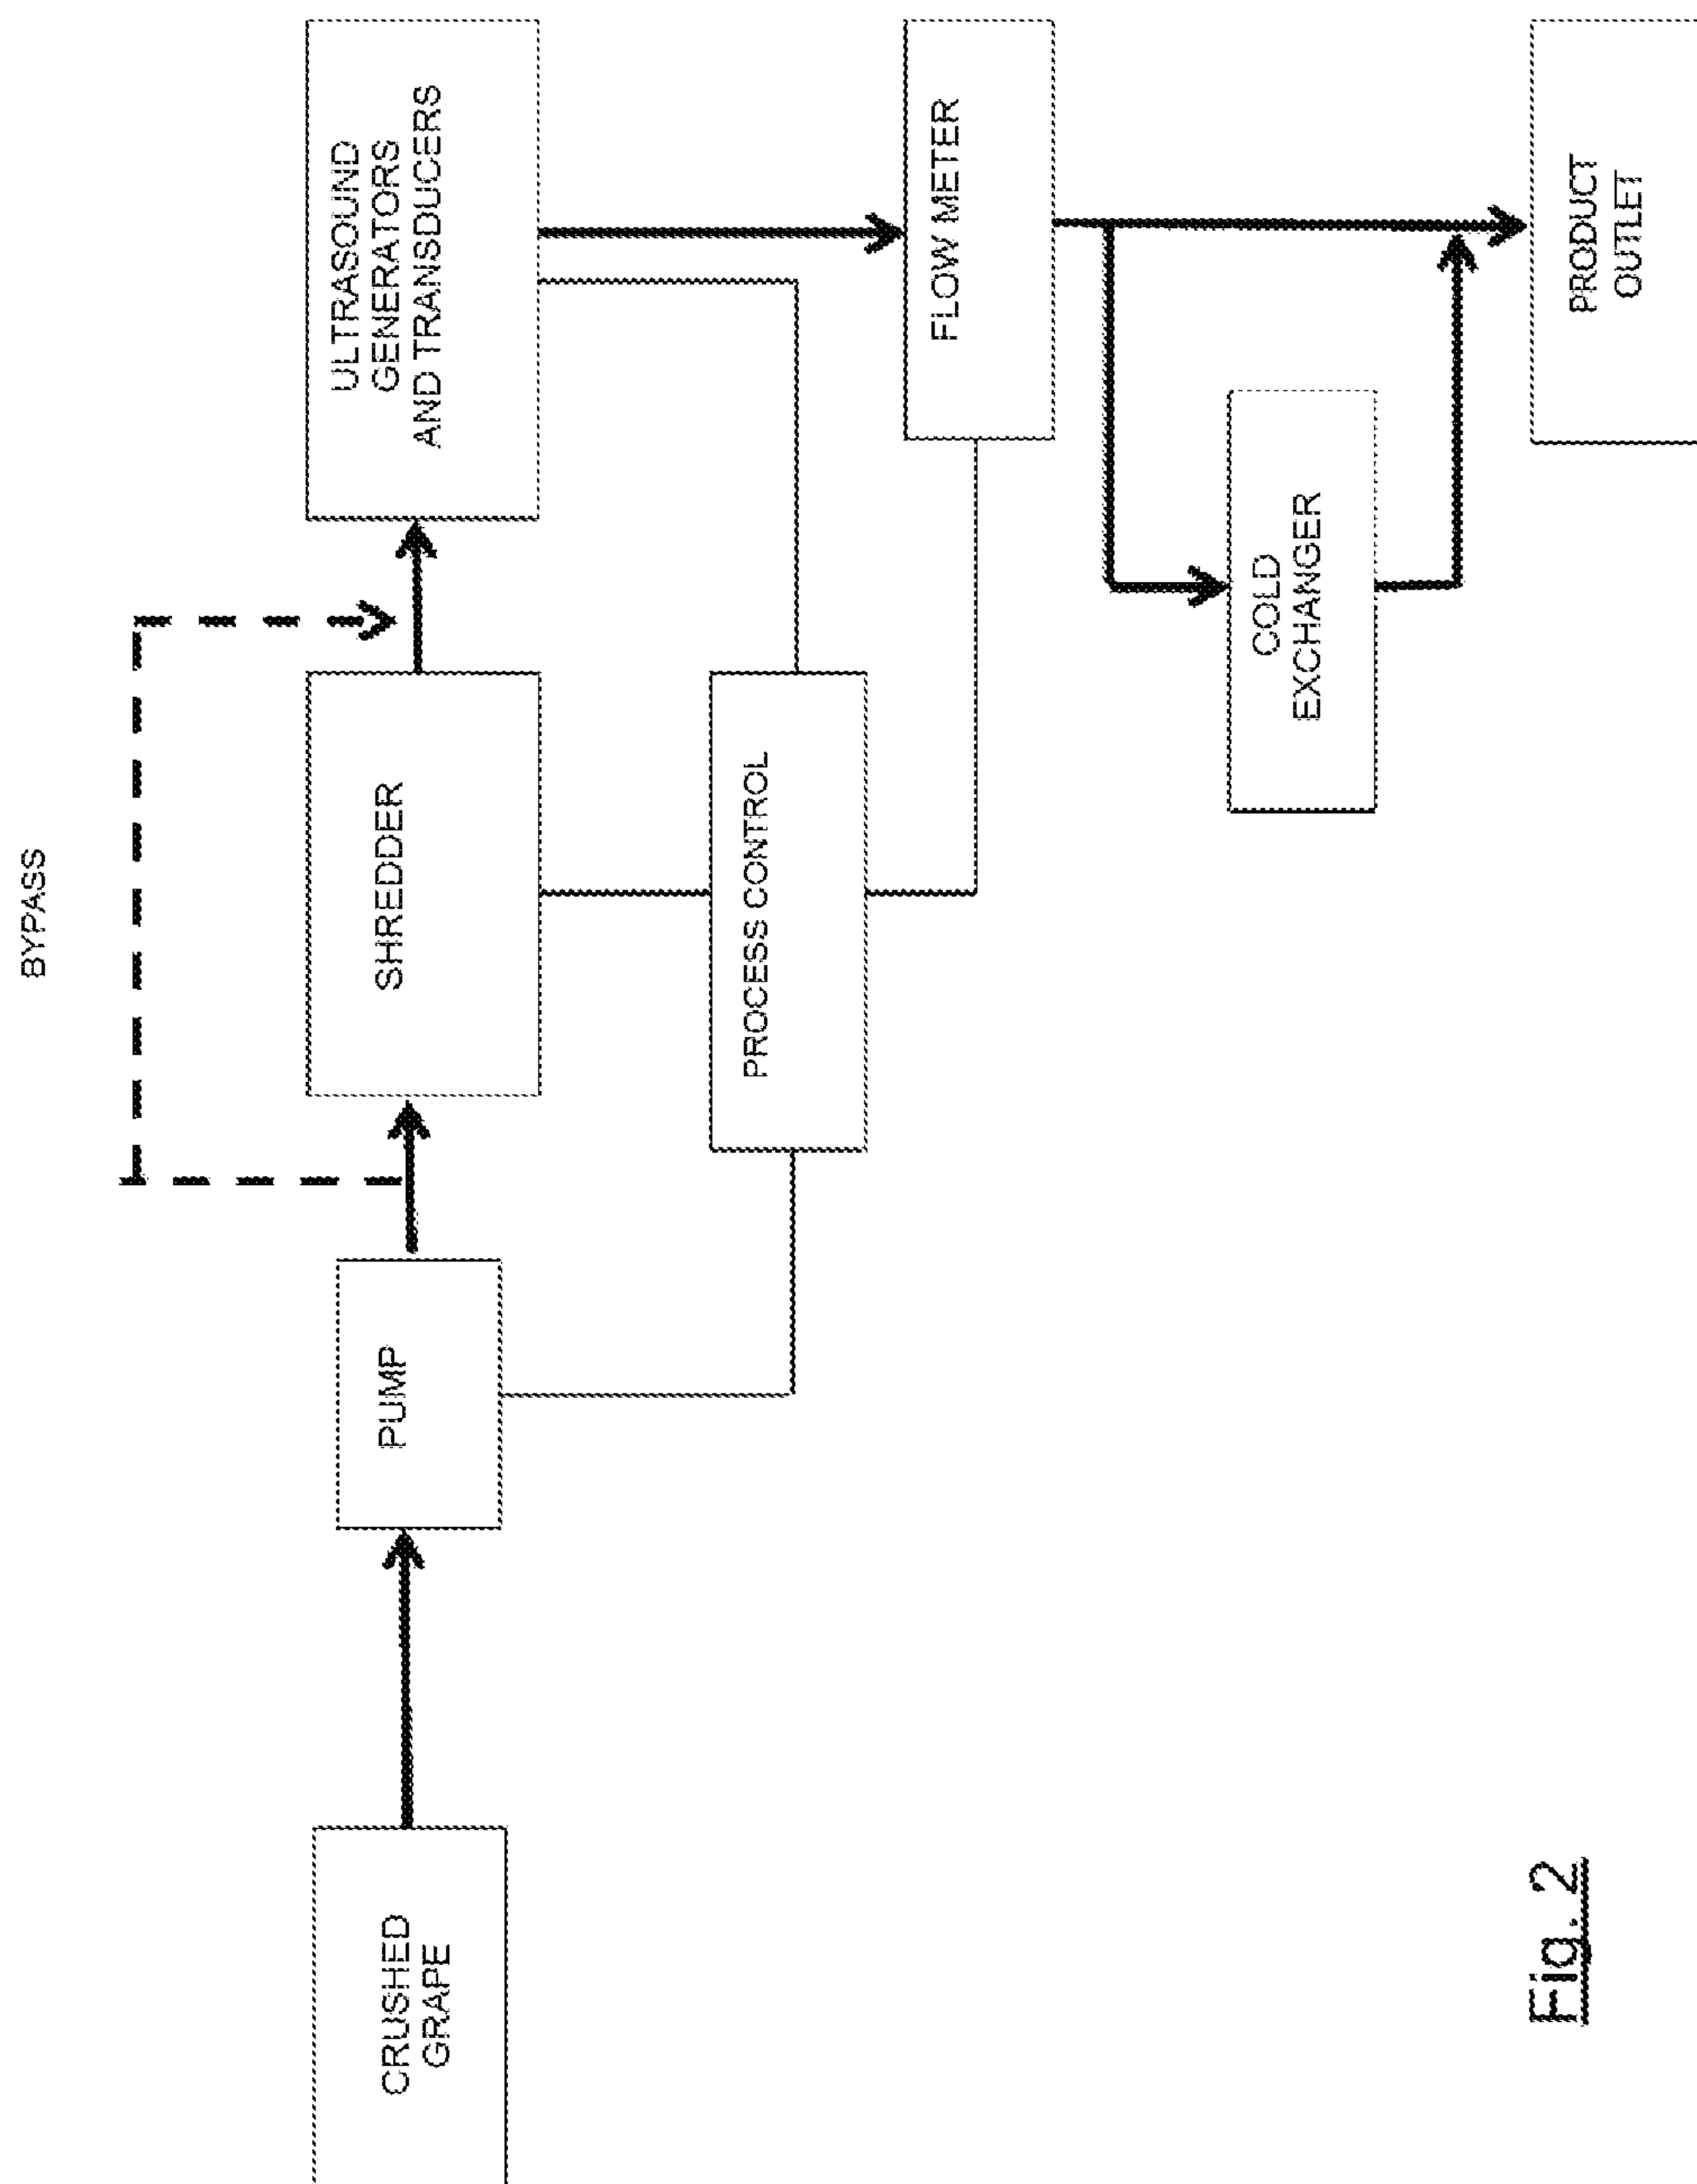 BYPASS
CRUSHED
GRAPE
PUMP
SHREDDER
ULTRASOUND
GENERATORS
AND TRANSDUCERS
PROCESS CONTROL
FLOW METER
COLD
EXCHANGER
PRODUCT
OUTLET
Fig. 2